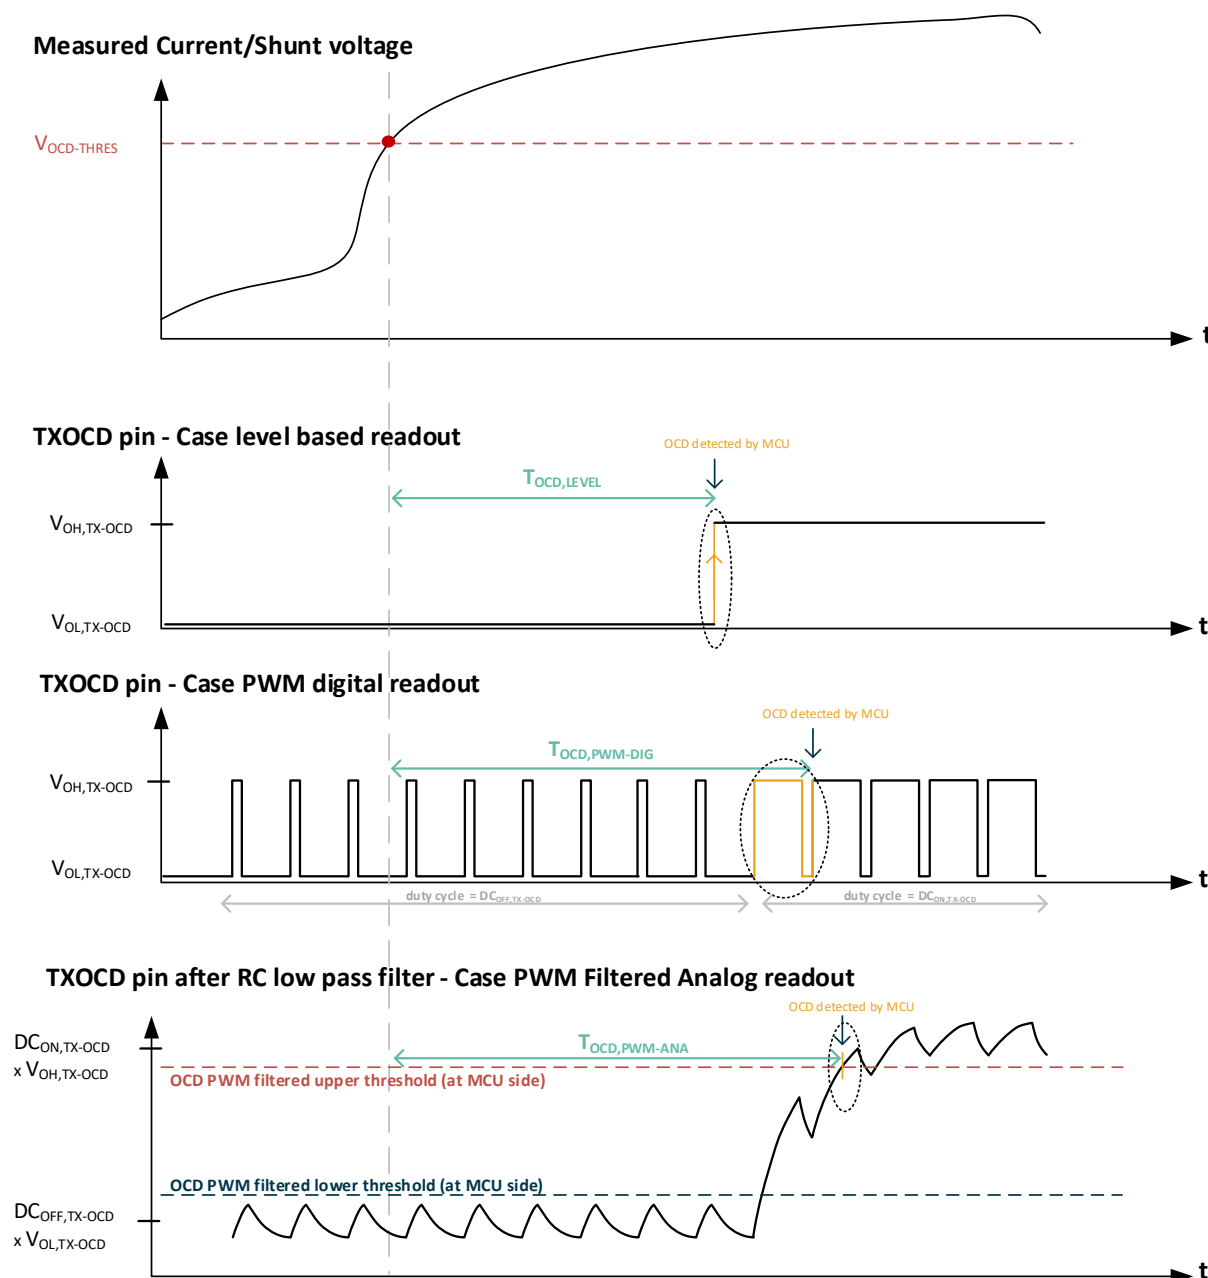 Measured Current/Shunt voltage
VOCD-THRES
t
TXOCD pin - Case level based readout
OCD detected by MCU
TOCD,LEVEL
VOH,TX-OCD
VOL,TX-OCD
t
TXOCD pin - Case PWM digital readout
OCD detected by MCU
TOCD,PWM-DIG
VOH,TX-OCD
VOL,TX-OCD
t
duty cycle = DCOFF,TX-OCD
duty cycle = DCON,TX-OCD
TXOCD pin after RC low pass filter - Case PWM Filtered Analog readout
OCD detected by MCU
DCON,TX-OCD
x VOH,TX-OCD
TOCD,PWM-ANA
OCD PWM filtered upper threshold (at MCU side)
OCD PWM filtered lower threshold (at MCU side)
DCOFF,TX-OCD
x VOL,TX-OCD
t